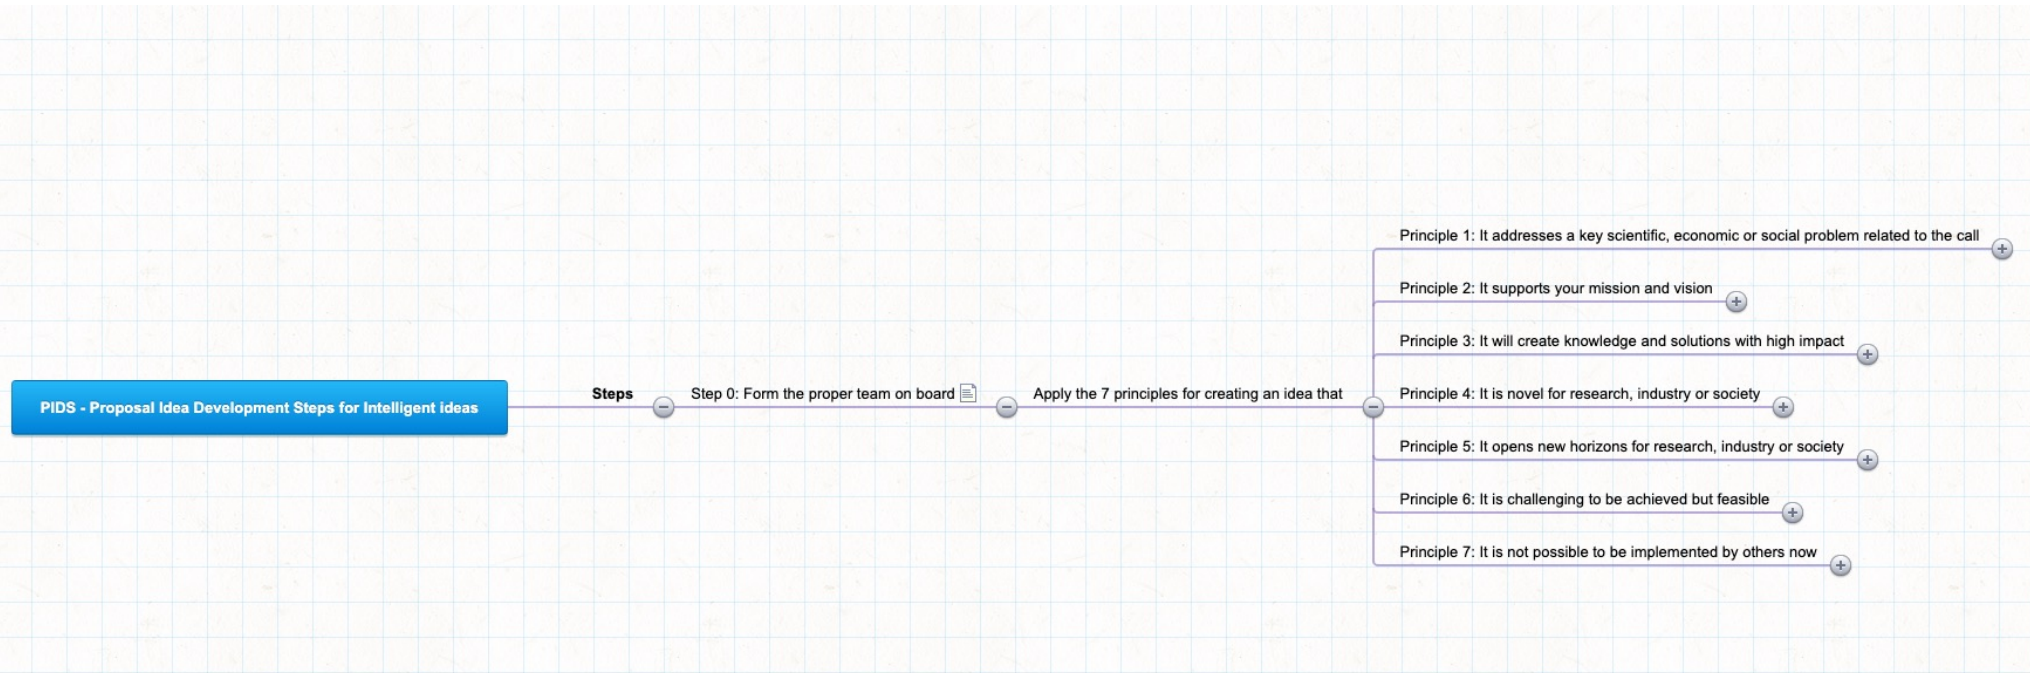 PIDS - Proposal Idea Development Steps for Intelligent ideas
Steps
Step 0: Form the proper team on board
Apply the 7 principles for creating an idea that
Principle 1: It addresses a key scientific, economic or social problem related to the call
Principle 2: It supports your mission and vision
Principle 3: It will create knowledge and solutions with high impact
Principle 4: It is novel for research, industry or society
Principle 5: It opens new horizons for research, industry or society
Principle 6: It is challenging to be achieved but feasible
Principle 7: It is not possible to be implemented by others now